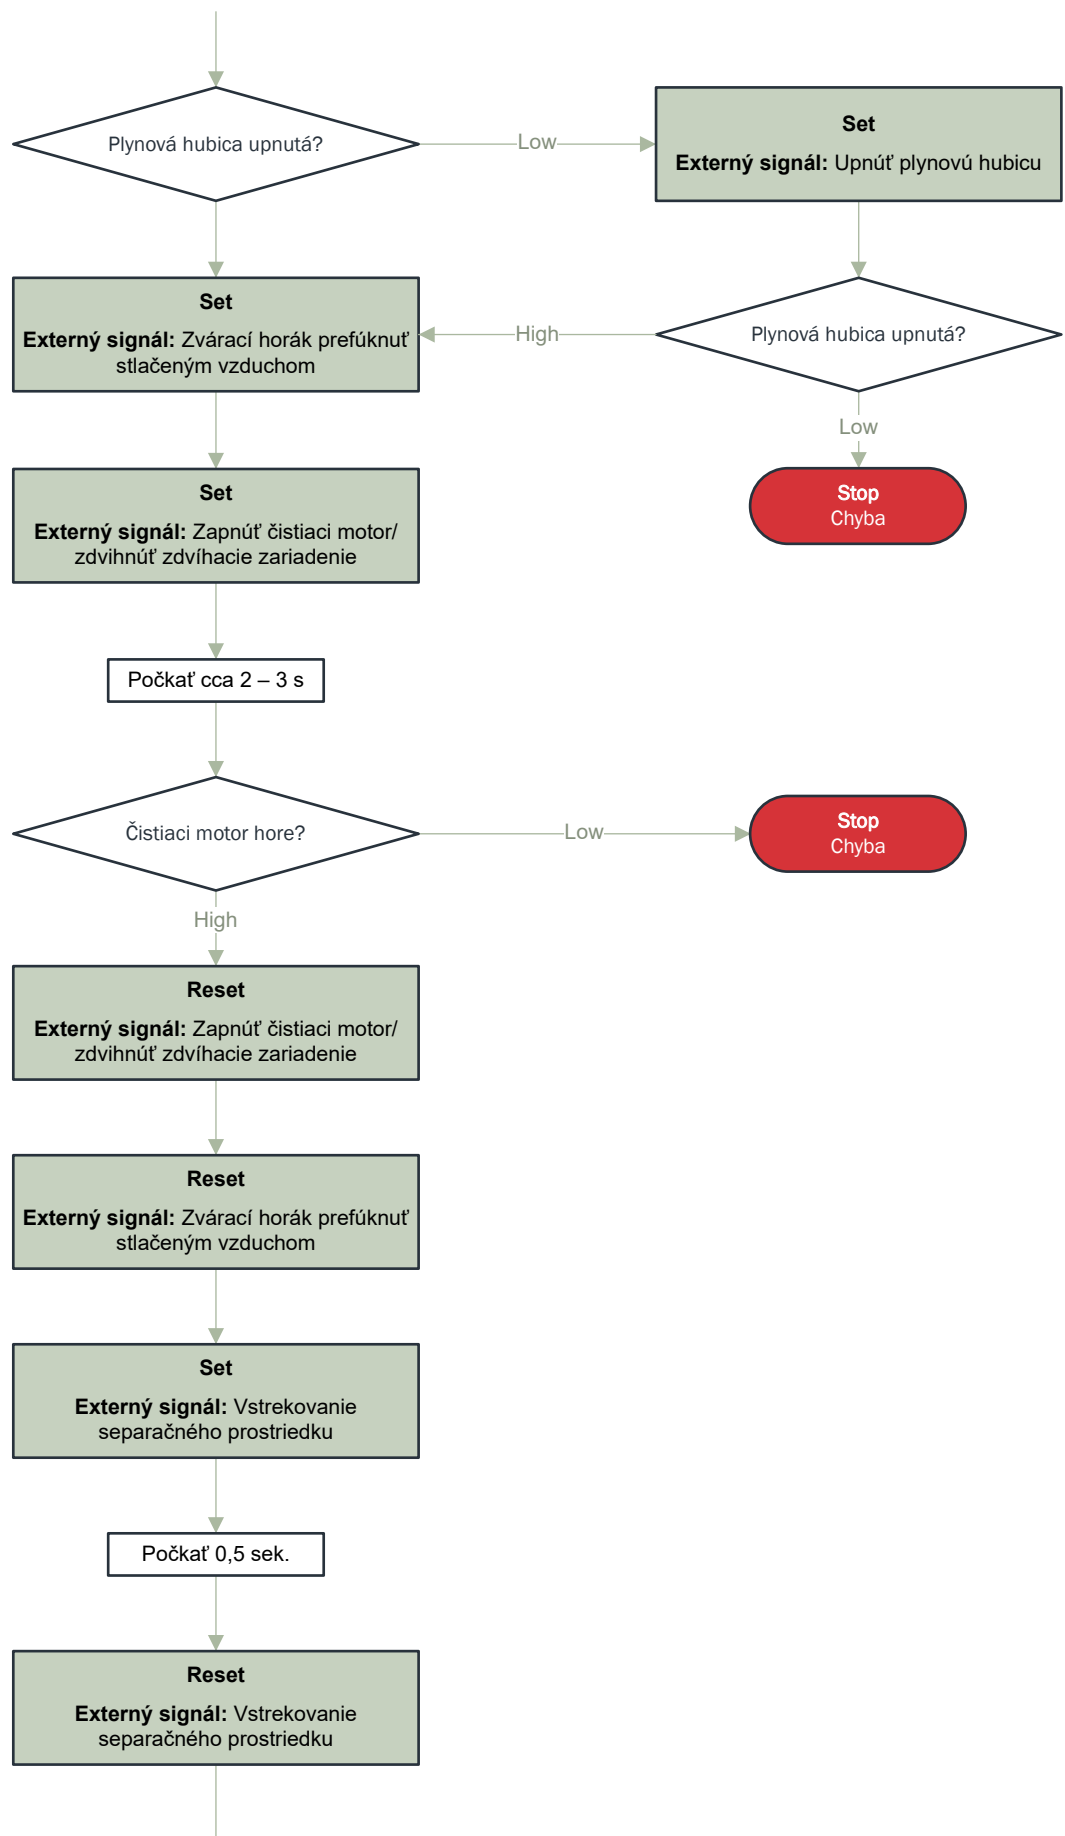 Plynová hubica upnutá?
Low
Set
Externý signál: Upnúť plynovú hubicu
Set
Externý signál: Zvárací horák prefúknuť
stlačeným vzduchom
High
Plynová hubica upnutá?
Low
Stop
Chyba
Set
Externý signál: Zapnúť čistiaci motor/
zdvihnúť zdvíhacie zariadenie
Počkať cca 2 – 3 s
Čistiaci motor hore?
Low
Stop
Chyba
High
Reset
Externý signál: Zapnúť čistiaci motor/
zdvihnúť zdvíhacie zariadenie
Reset
Externý signál: Zvárací horák prefúknuť
stlačeným vzduchom
Set
Externý signál: Vstrekovanie
separačného prostriedku
Počkať 0,5 sek.
Reset
Externý signál: Vstrekovanie
separačného prostriedku